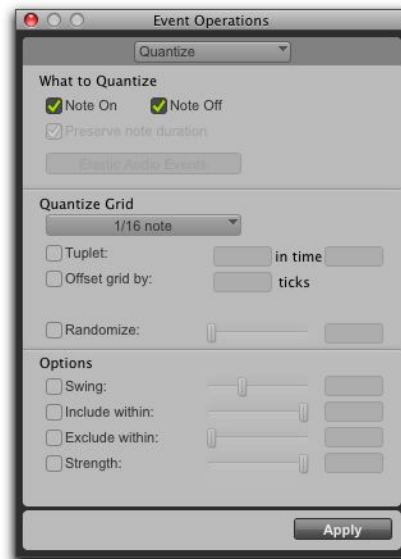 Event Operations
Quantize
What to Quantize
Note On Note Off
Preserve note duration
Elastic Audio Events
Quantize Grid
1/16 note
Tuplet: in time
Offset grid by: ticks
Randomize:
Options
Swing:
Include within:
Exclude within:
Strength:
Apply